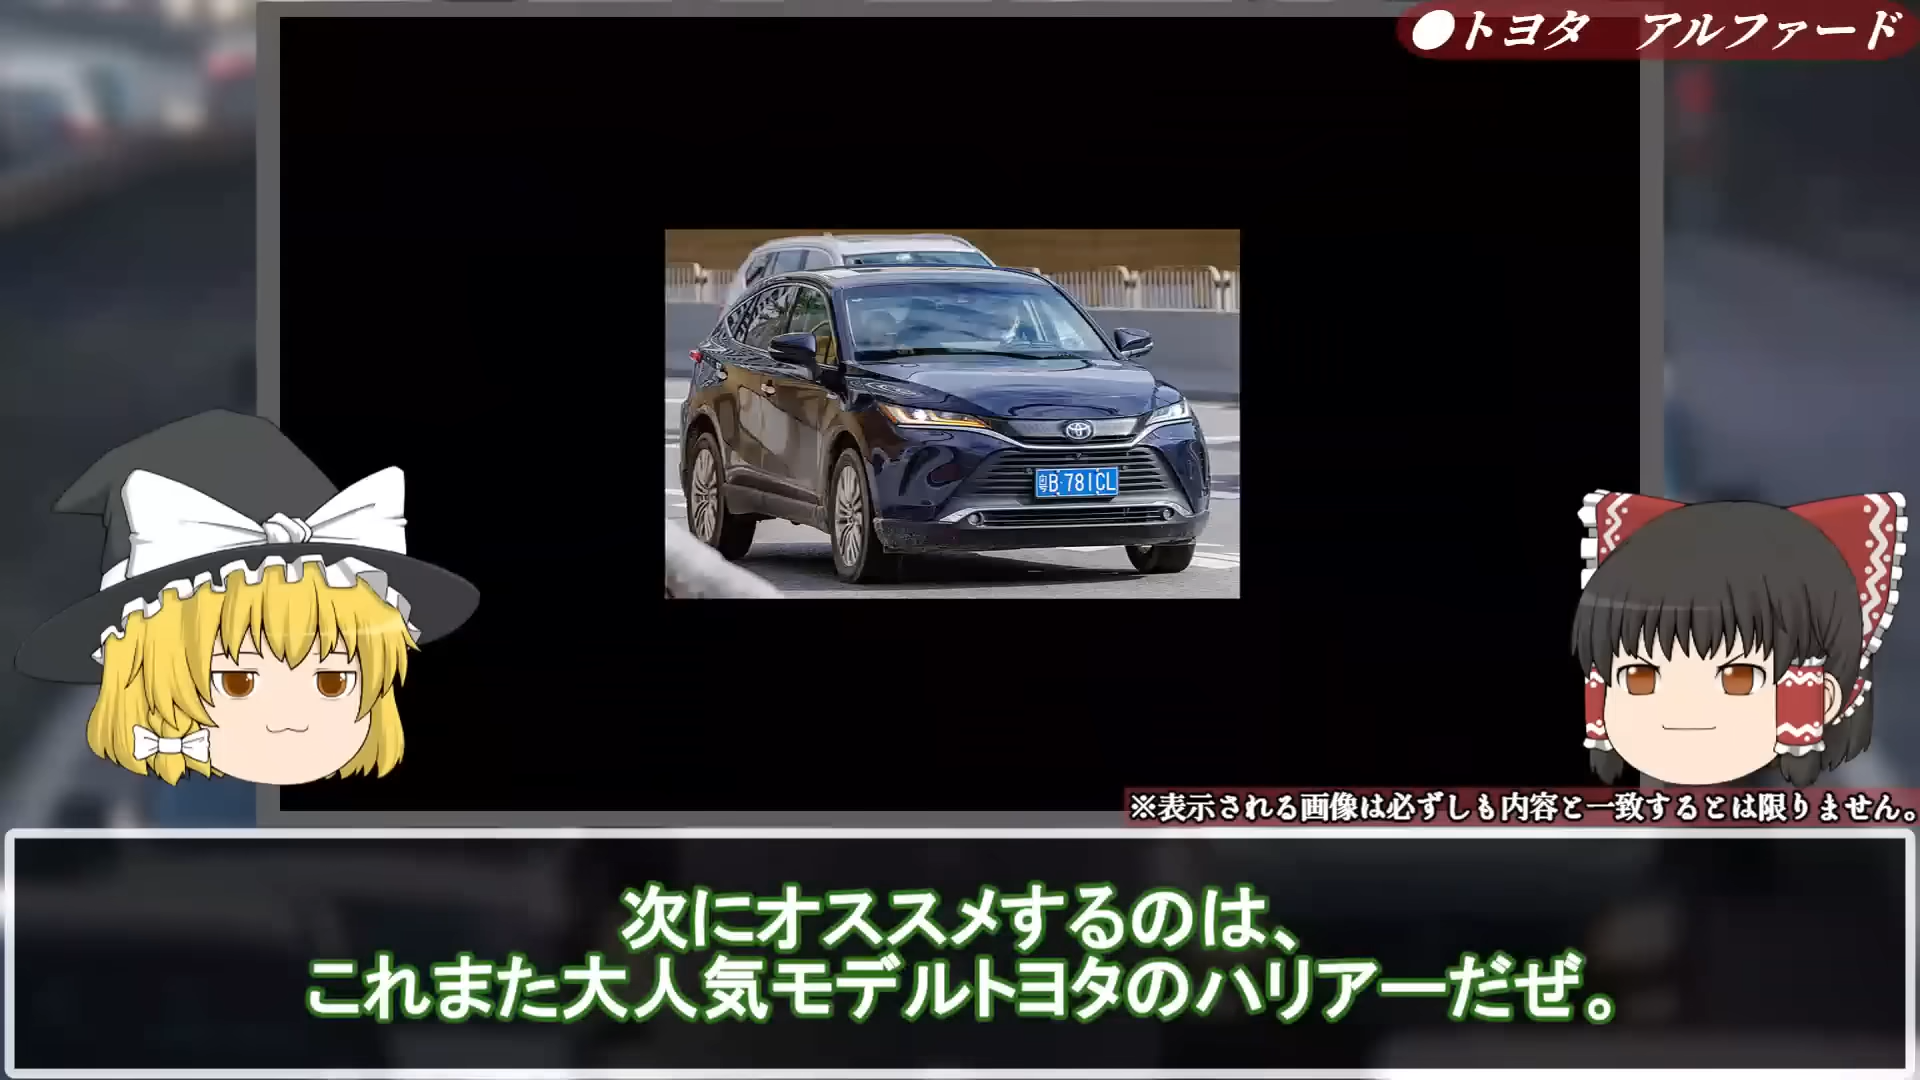 ●トヨタ　アルファード
粤B·781CL
※表示される画像は必ずしも内容と一致するとは限りません。
次にオススメするのは、
これまた大人気モデルトヨタのハリアーだぜ。